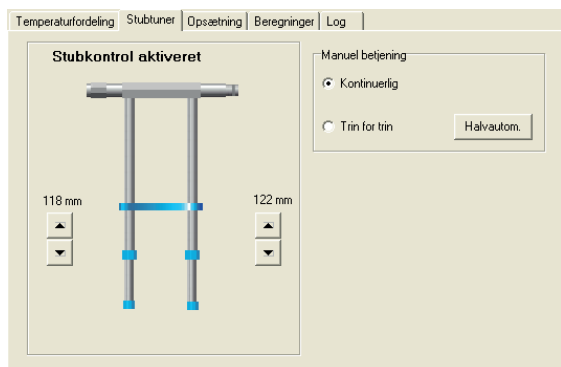 Temperaturfordeling Stubtuner Opsætning Beregninger Log
Stubkontrol aktiveret
118 mm
122 mm
Manuel betjening
Kontinuerlig
Trin for trin
Halvautom.